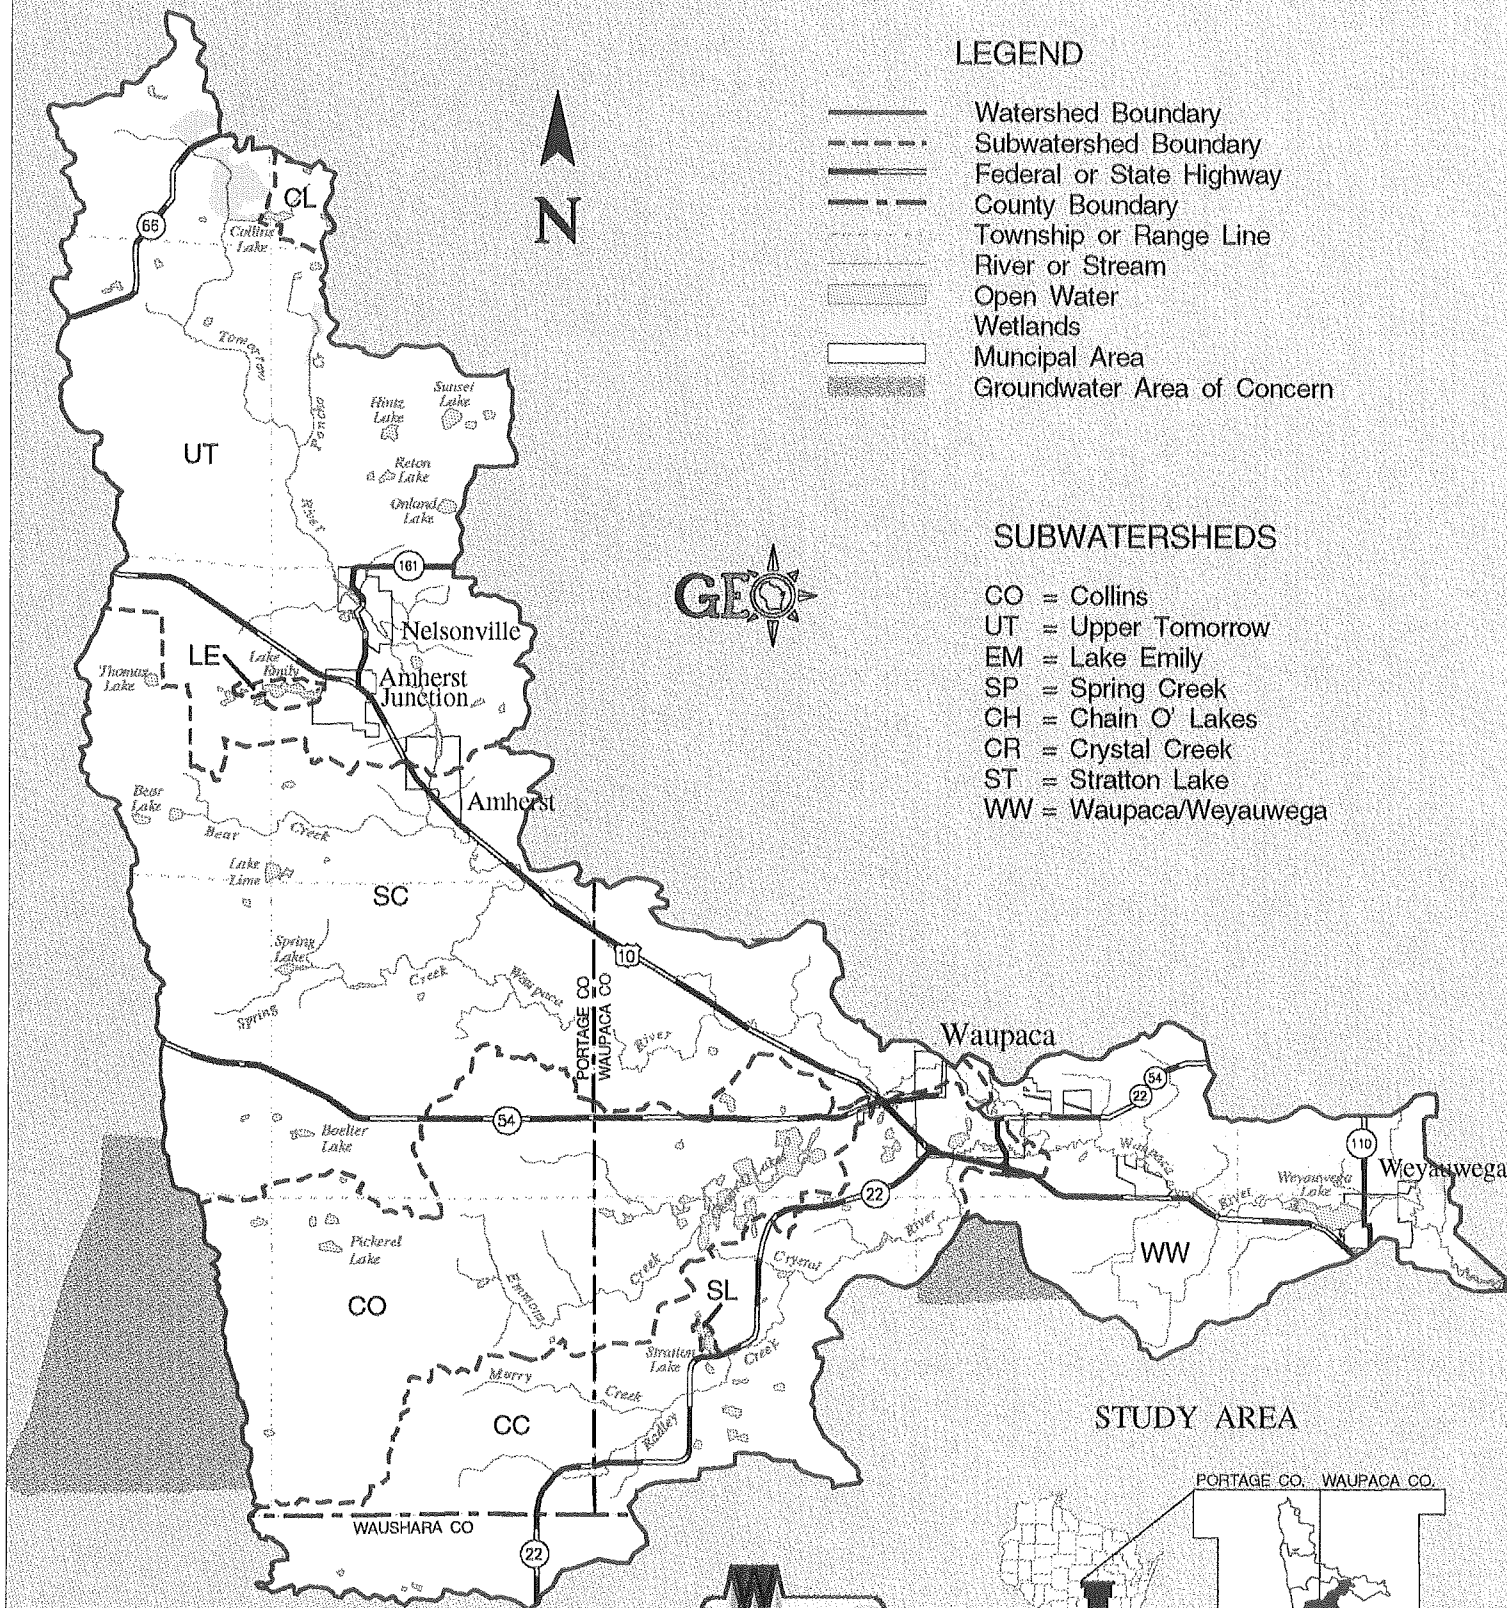 LEGEND
Watershed Boundary
Subwatershed Boundary
Federal or State Highway
County Boundary
Township or Range Line
River or Stream
Open Water
Wetlands
Muncipal Area
Groundwater Area of Concern
N
GEO
SUBWATERSHEDS
CO = Collins
UT = Upper Tomorrow
EM = Lake Emily
SP = Spring Creek
CH = Chain O' Lakes
CR = Crystal Creek
ST = Stratton Lake
WW = Waupaca/Weyauwega
CL
66
Collins
Lake
Tomorrow
Poncho Cr
Sunset
Lake
Hintz
Lake
UT
Reton
Lake
Onland
Lake
River
161
Nelsonville
LE
Lake
Emily
Thomas
Lake
Amherst
Junction
Bear
Lake
Amherst
Bear Creek
Lake
Lime
SC
Spring
Lake
10
Spring Creek
Waupaca River
PORTAGE CO
WAUPACA CO
Waupaca
54
22
54
Boelter
Lake
110
Weyauwega
Waupaca River
Weyauwega
Lake
Lakes
22
River
Pickerel
Lake
Emmons Creek
Crystal
WW
CO
SL
Stratton
Lake
Creek
Murry Creek
CC
Radley
WAUSHARA CO
22
STUDY AREA
PORTAGE CO. WAUPACA CO.
W